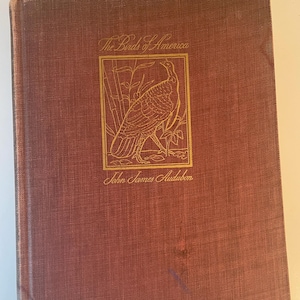 The Birds of America
John James Audubon